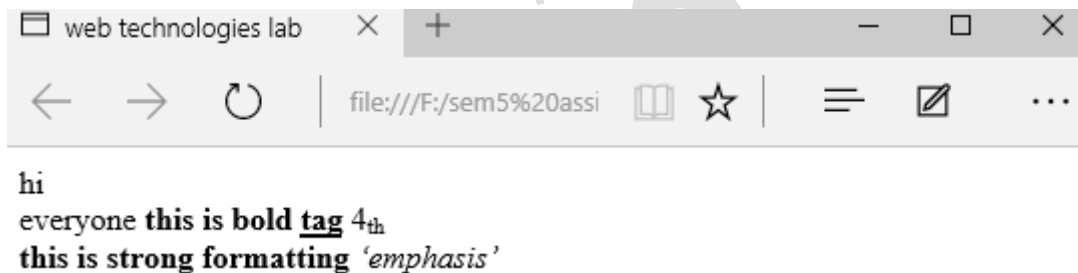 web technologies lab
file:///F:/sem5%20assi
hi
everyone this is bold tag 4th
this is strong formatting ‘emphasis’